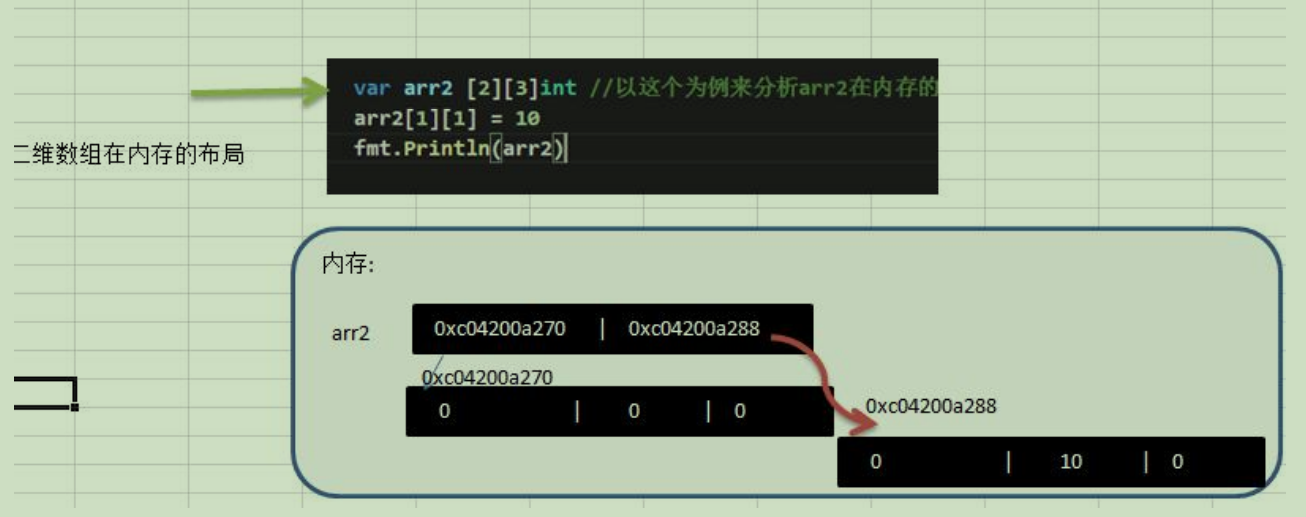 var arr2 [2][3]int //以这个为例来分析arr2在内存的
arr2[1][1] = 10
fmt.Println(arr2)
二维数组在内存的布局
内存:
arr2
0xc04200a270 | 0xc04200a288
0xc04200a270
0 | 0 | 0
0xc04200a288
0 | 10 | 0